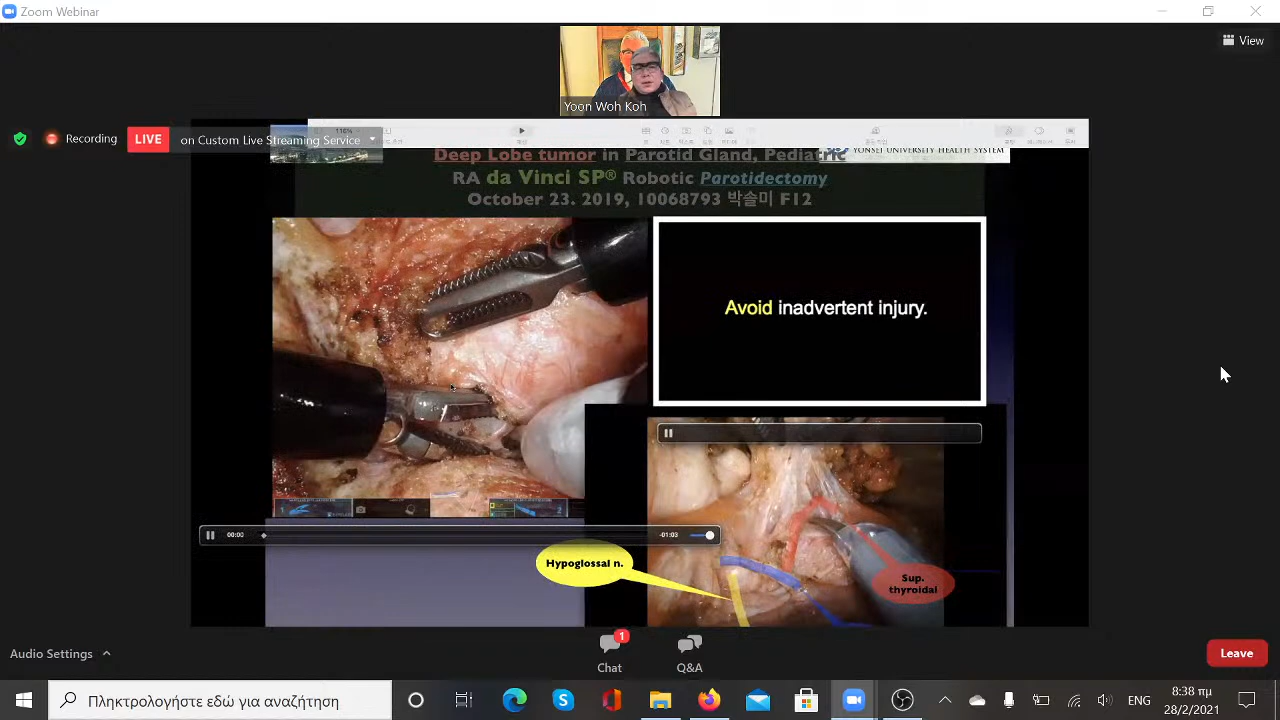 Zoom Webinar
View
Yoon Woh Koh
Recording
LIVE
on Custom Live Streaming Service
YONSEI UNIVERSITY HEALTH SYSTEM
Deep Lobe tumor in Parotid Gland, Pediatric
RA da Vinci SP® Robotic Parotidectomy
October 23. 2019, 10068793 박솔미 F12
Avoid inadvertent injury.
1
2
00:00
-01:03
Hypoglossal n.
Sup.
thyroidal
Audio Settings
1
Chat
Q&A
Leave
Πληκτρολογήστε εδώ για αναζήτηση
ENG
8:38 πμ
28/2/2021